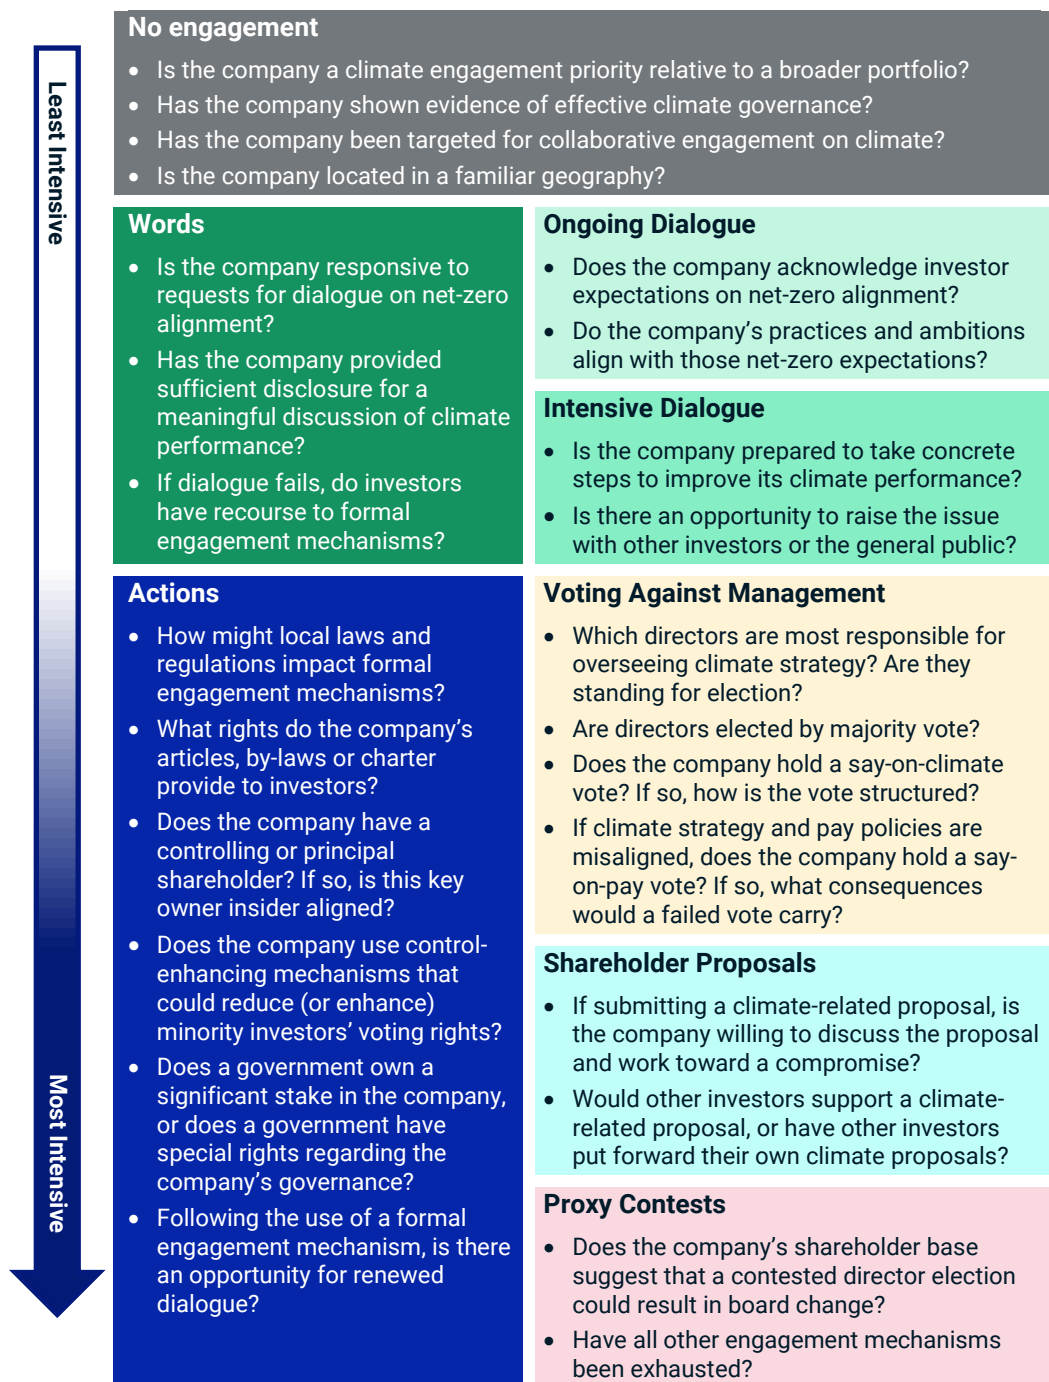 Least Intensive
Most Intensive
No engagement
• Is the company a climate engagement priority relative to a broader portfolio?
• Has the company shown evidence of effective climate governance?
• Has the company been targeted for collaborative engagement on climate?
• Is the company located in a familiar geography?
Words
• Is the company responsive to
requests for dialogue on net-zero
alignment?
• Has the company provided
sufficient disclosure for a
meaningful discussion of climate
performance?
• If dialogue fails, do investors
have recourse to formal
engagement mechanisms?
Ongoing Dialogue
• Does the company acknowledge investor
expectations on net-zero alignment?
• Do the company’s practices and ambitions
align with those net-zero expectations?
Intensive Dialogue
• Is the company prepared to take concrete
steps to improve its climate performance?
• Is there an opportunity to raise the issue
with other investors or the general public?
Actions
• How might local laws and
regulations impact formal
engagement mechanisms?
• What rights do the company’s
articles, by-laws or charter
provide to investors?
• Does the company have a
controlling or principal
shareholder? If so, is this key
owner insider aligned?
• Does the company use control-
enhancing mechanisms that
could reduce (or enhance)
minority investors’ voting rights?
• Does a government own a
significant stake in the company,
or does a government have
special rights regarding the
company’s governance?
• Following the use of a formal
engagement mechanism, is there
an opportunity for renewed
dialogue?
Voting Against Management
• Which directors are most responsible for
overseeing climate strategy? Are they
standing for election?
• Are directors elected by majority vote?
• Does the company hold a say-on-climate
vote? If so, how is the vote structured?
• If climate strategy and pay policies are
misaligned, does the company hold a say-
on-pay vote? If so, what consequences
would a failed vote carry?
Shareholder Proposals
• If submitting a climate-related proposal, is
the company willing to discuss the proposal
and work toward a compromise?
• Would other investors support a climate-
related proposal, or have other investors
put forward their own climate proposals?
Proxy Contests
• Does the company’s shareholder base
suggest that a contested director election
could result in board change?
• Have all other engagement mechanisms
been exhausted?